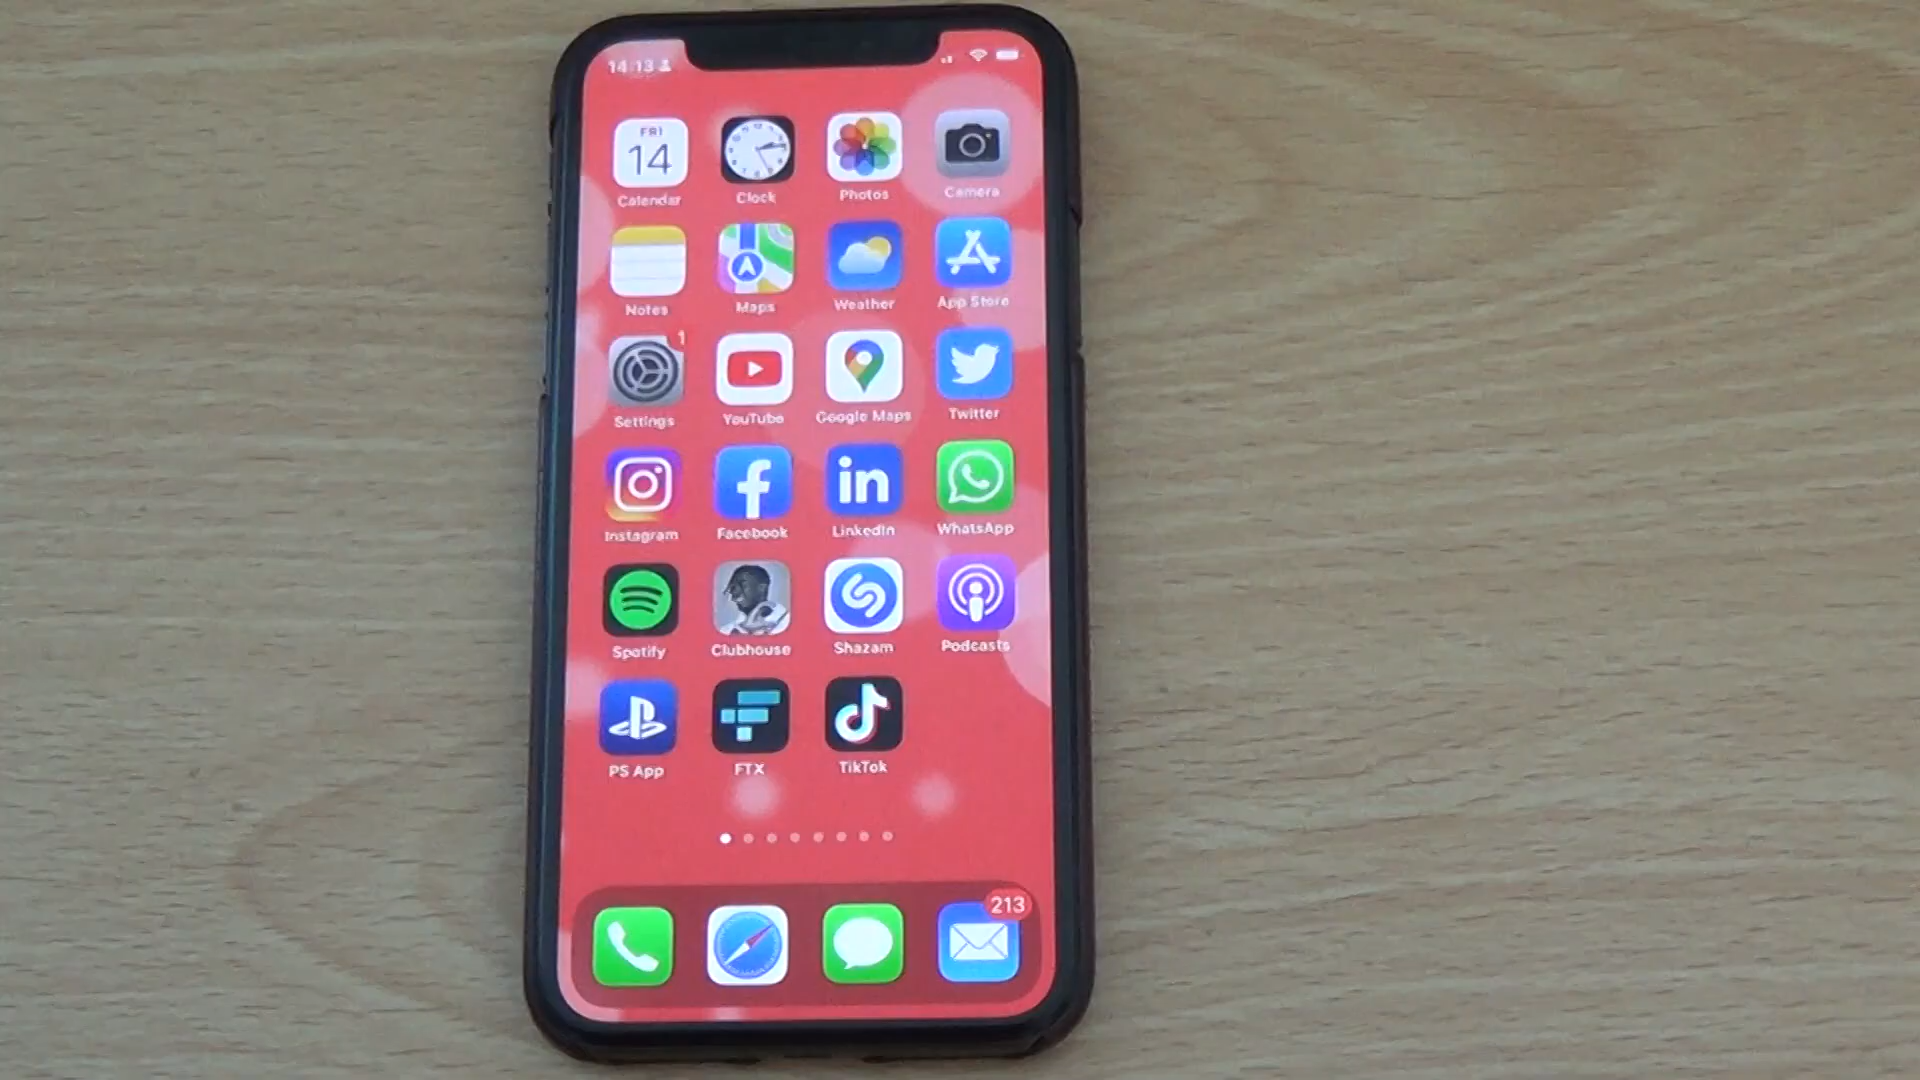 14:13
FRI
14
Calendar Clock Photos Camera
Notes Maps Weather App Store
1
Settings YouTube Google Maps Twitter
in
Instagram Facebook LinkedIn WhatsApp
Spotify Clubhouse Shazam Podcasts
PS App FTX TikTok
213